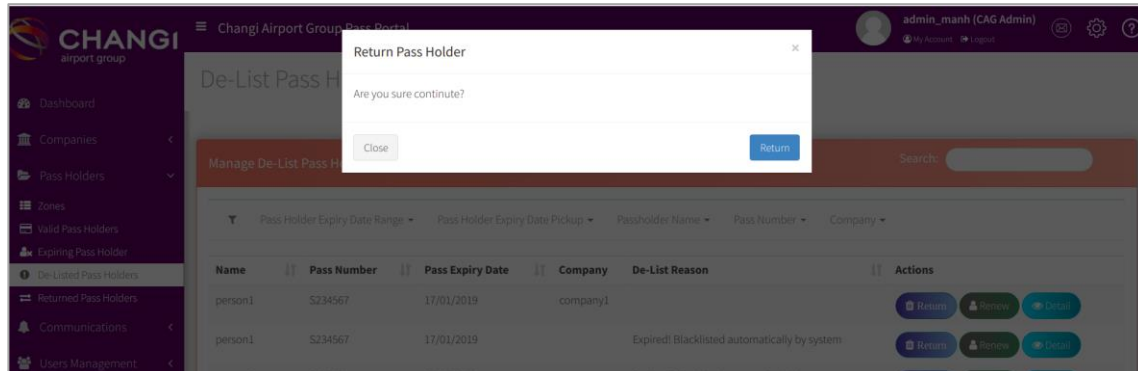 CHANGI
airport group
Changi Airport Group Pass Portal
admin_manh (CAG Admin)
My Account Logout
Return Pass Holder
×
Are you sure continute?
Close
Return
De-List Pass H
Manage De-List Pass H
Search:
Dashboard
Companies
Pass Holders
Zones
Valid Pass Holders
Expiring Pass Holder
De-Listed Pass Holders
Returned Pass Holders
Communications
Users Management
Pass Holder Expiry Date Range Pass Holder Expiry Date Pickup Passholder Name Pass Number Company
Name Pass Number Pass Expiry Date Company De-List Reason Actions
person1 S234567 17/01/2019 company1 Return Renew Detail
person1 S234567 17/01/2019 Expired! Blacklisted automatically by system Return Renew Detail